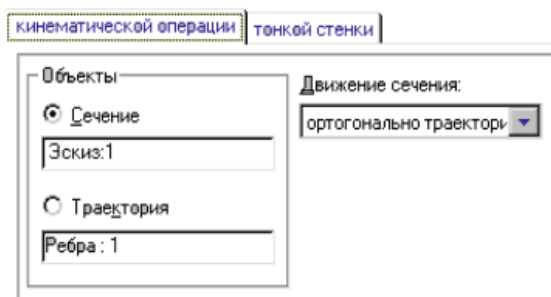 кинематической операции тонкой стенки
Объекты
Сечение
Эскиз:1
Траектория
Ребра : 1
Движение сечения:
ортогонально траектори